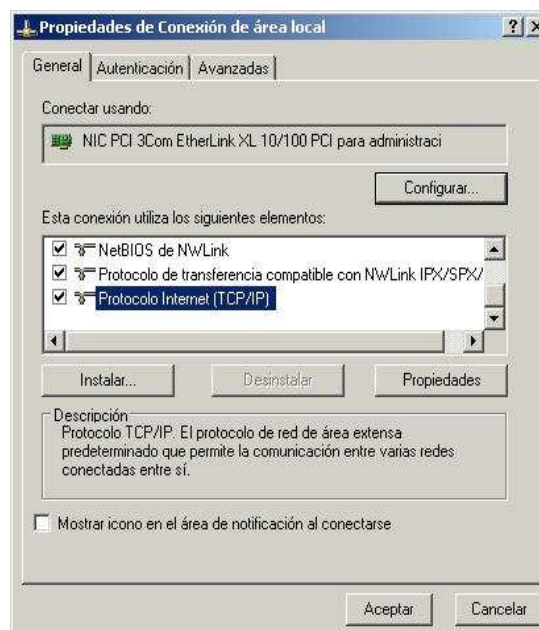 Propiedades de Conexión de área local
General Autenticación Avanzadas
Conectar usando:
NIC PCI 3Com EtherLink XL 10/100 PCI para administraci
Configurar...
Esta conexión utiliza los siguientes elementos:
NetBIOS de NWLink
Protocolo de transferencia compatible con NWLink IPX/SPX/
Protocolo Internet (TCP/IP)
Instalar... Desinstalar Propiedades
Descripción
Protocolo TCP/IP. El protocolo de red de área extensa
predeterminado que permite la comunicación entre varias redes
conectadas entre sí.
Mostrar icono en el área de notificación al conectarse
Aceptar Cancelar